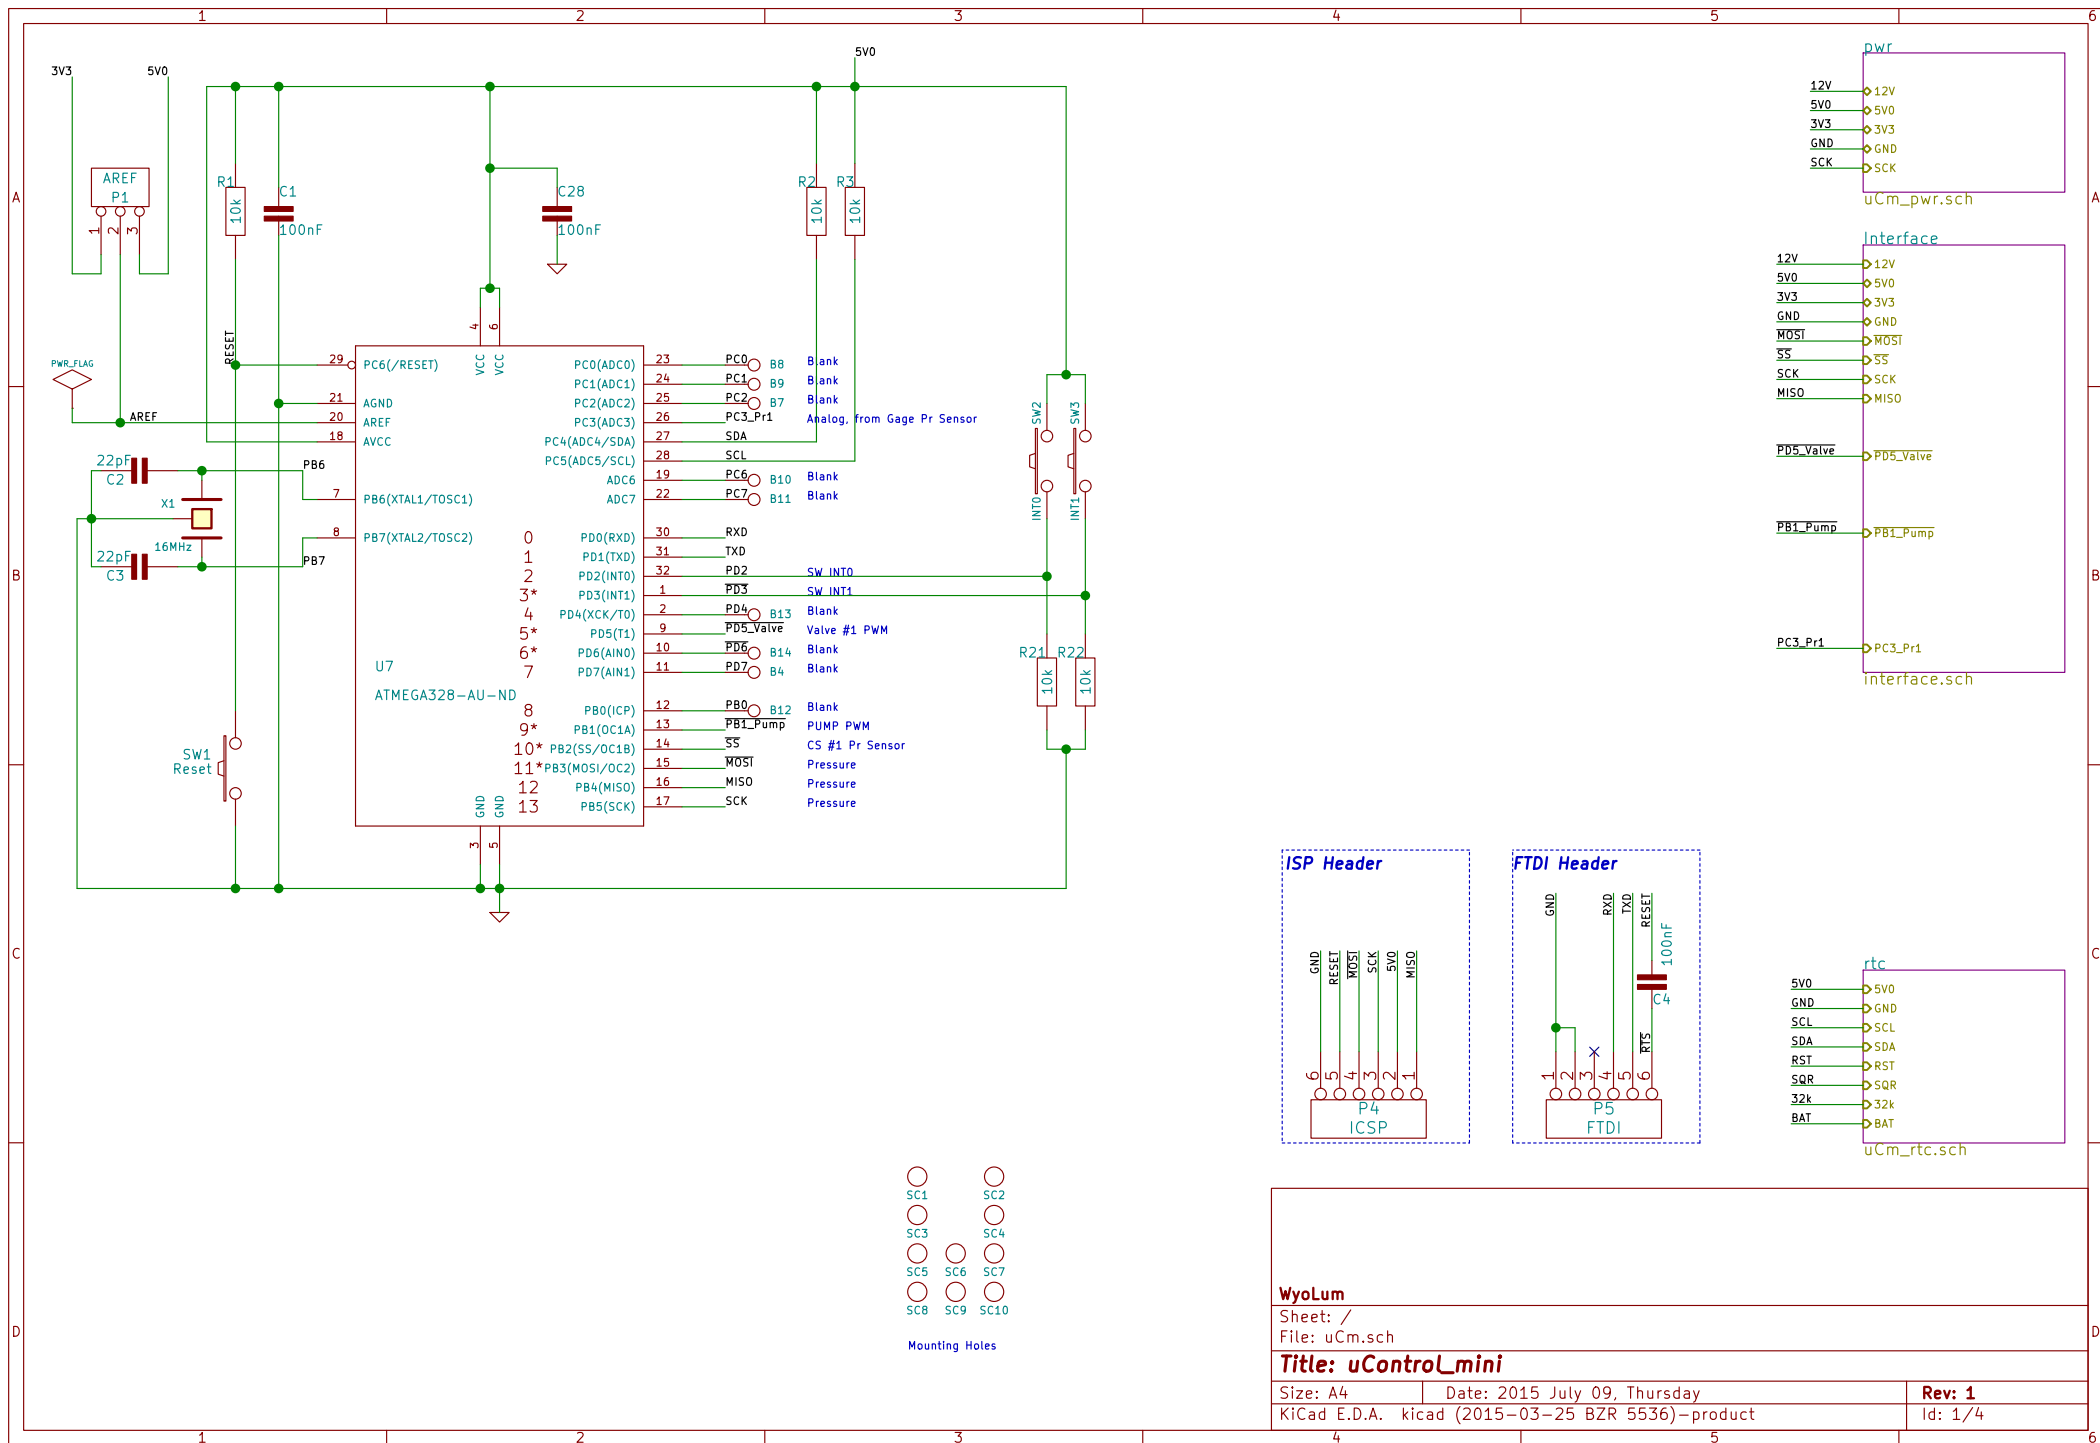 1 2 3 4 5 6
A
B
C
D
A
B
C
D
1 2 3 4 5 6
3V3
5V0
5V0
AREF
P1
1
2
3
R1
10k
C1
100nF
C28
100nF
R2
10k
R3
10k
RESET
PWR_FLAG
AREF
22pF
C2
X1
16MHz
22pF
C3
PB6
PB7
SW1
Reset
4
6
VCC
VCC
29 PC6(/RESET)
21 AGND
20 AREF
18 AVCC
7 PB6(XTAL1/TOSC1)
8 PB7(XTAL2/TOSC2)
U7
ATMEGA328-AU-ND
GND
GND
3
5
PC0(ADC0) 23 PC0 B8 Blank
PC1(ADC1) 24 PC1 B9 Blank
PC2(ADC2) 25 PC2 B7 Blank
PC3(ADC3) 26 PC3_Pr1 Analog, from Gage Pr Sensor
PC4(ADC4/SDA) 27 SDA
PC5(ADC5/SCL) 28 SCL
ADC6 19 PC6 B10 Blank
ADC7 22 PC7 B11 Blank
0 PD0(RXD) 30 RXD
1 PD1(TXD) 31 TXD
2 PD2(INT0) 32 PD2 SW INT0
3* PD3(INT1) 1 PD3 SW INT1
4 PD4(XCK/T0) 2 PD4 B13 Blank
5* PD5(T1) 9 PD5_Valve Valve #1 PWM
6* PD6(AIN0) 10 PD6 B14 Blank
7 PD7(AIN1) 11 PD7 B4 Blank
8 PB0(ICP) 12 PB0 B12 Blank
9* PB1(OC1A) 13 PB1_Pump PUMP PWM
10* PB2(SS/OC1B) 14 SS CS #1 Pr Sensor
11* PB3(MOSI/OC2) 15 MOSI Pressure
12 PB4(MISO) 16 MISO Pressure
13 PB5(SCK) 17 SCK Pressure
SW2
INT0
SW3
INT1
R21
10k
R22
10k
pwr
12V 12V
5V0 5V0
3V3 3V3
GND GND
SCK SCK
uCm_pwr.sch
Interface
12V 12V
5V0 5V0
3V3 3V3
GND GND
MOSI MOSI
SS SS
SCK SCK
MISO MISO
PD5_Valve PD5_Valve
PB1_Pump PB1_Pump
PC3_Pr1 PC3_Pr1
interface.sch
ISP Header
GND
RESET
MOSI
SCK
5V0
MISO
6 5 4 3 2 1
P4
ICSP
FTDI Header
GND
RXD
TXD
RESET
100nF
C4
RTS
1 2 3 4 5 6
P5
FTDI
rtc
5V0 5V0
GND GND
SCL SCL
SDA SDA
RST RST
SQR SQR
32k 32k
BAT BAT
uCm_rtc.sch
SC1 SC2
SC3 SC4
SC5 SC6 SC7
SC8 SC9 SC10
Mounting Holes
WyoLum
Sheet: /
File: uCm.sch
Title: uControl_mini
Size: A4 Date: 2015 July 09, Thursday Rev: 1
KiCad E.D.A. kicad (2015-03-25 BZR 5536)-product Id: 1/4